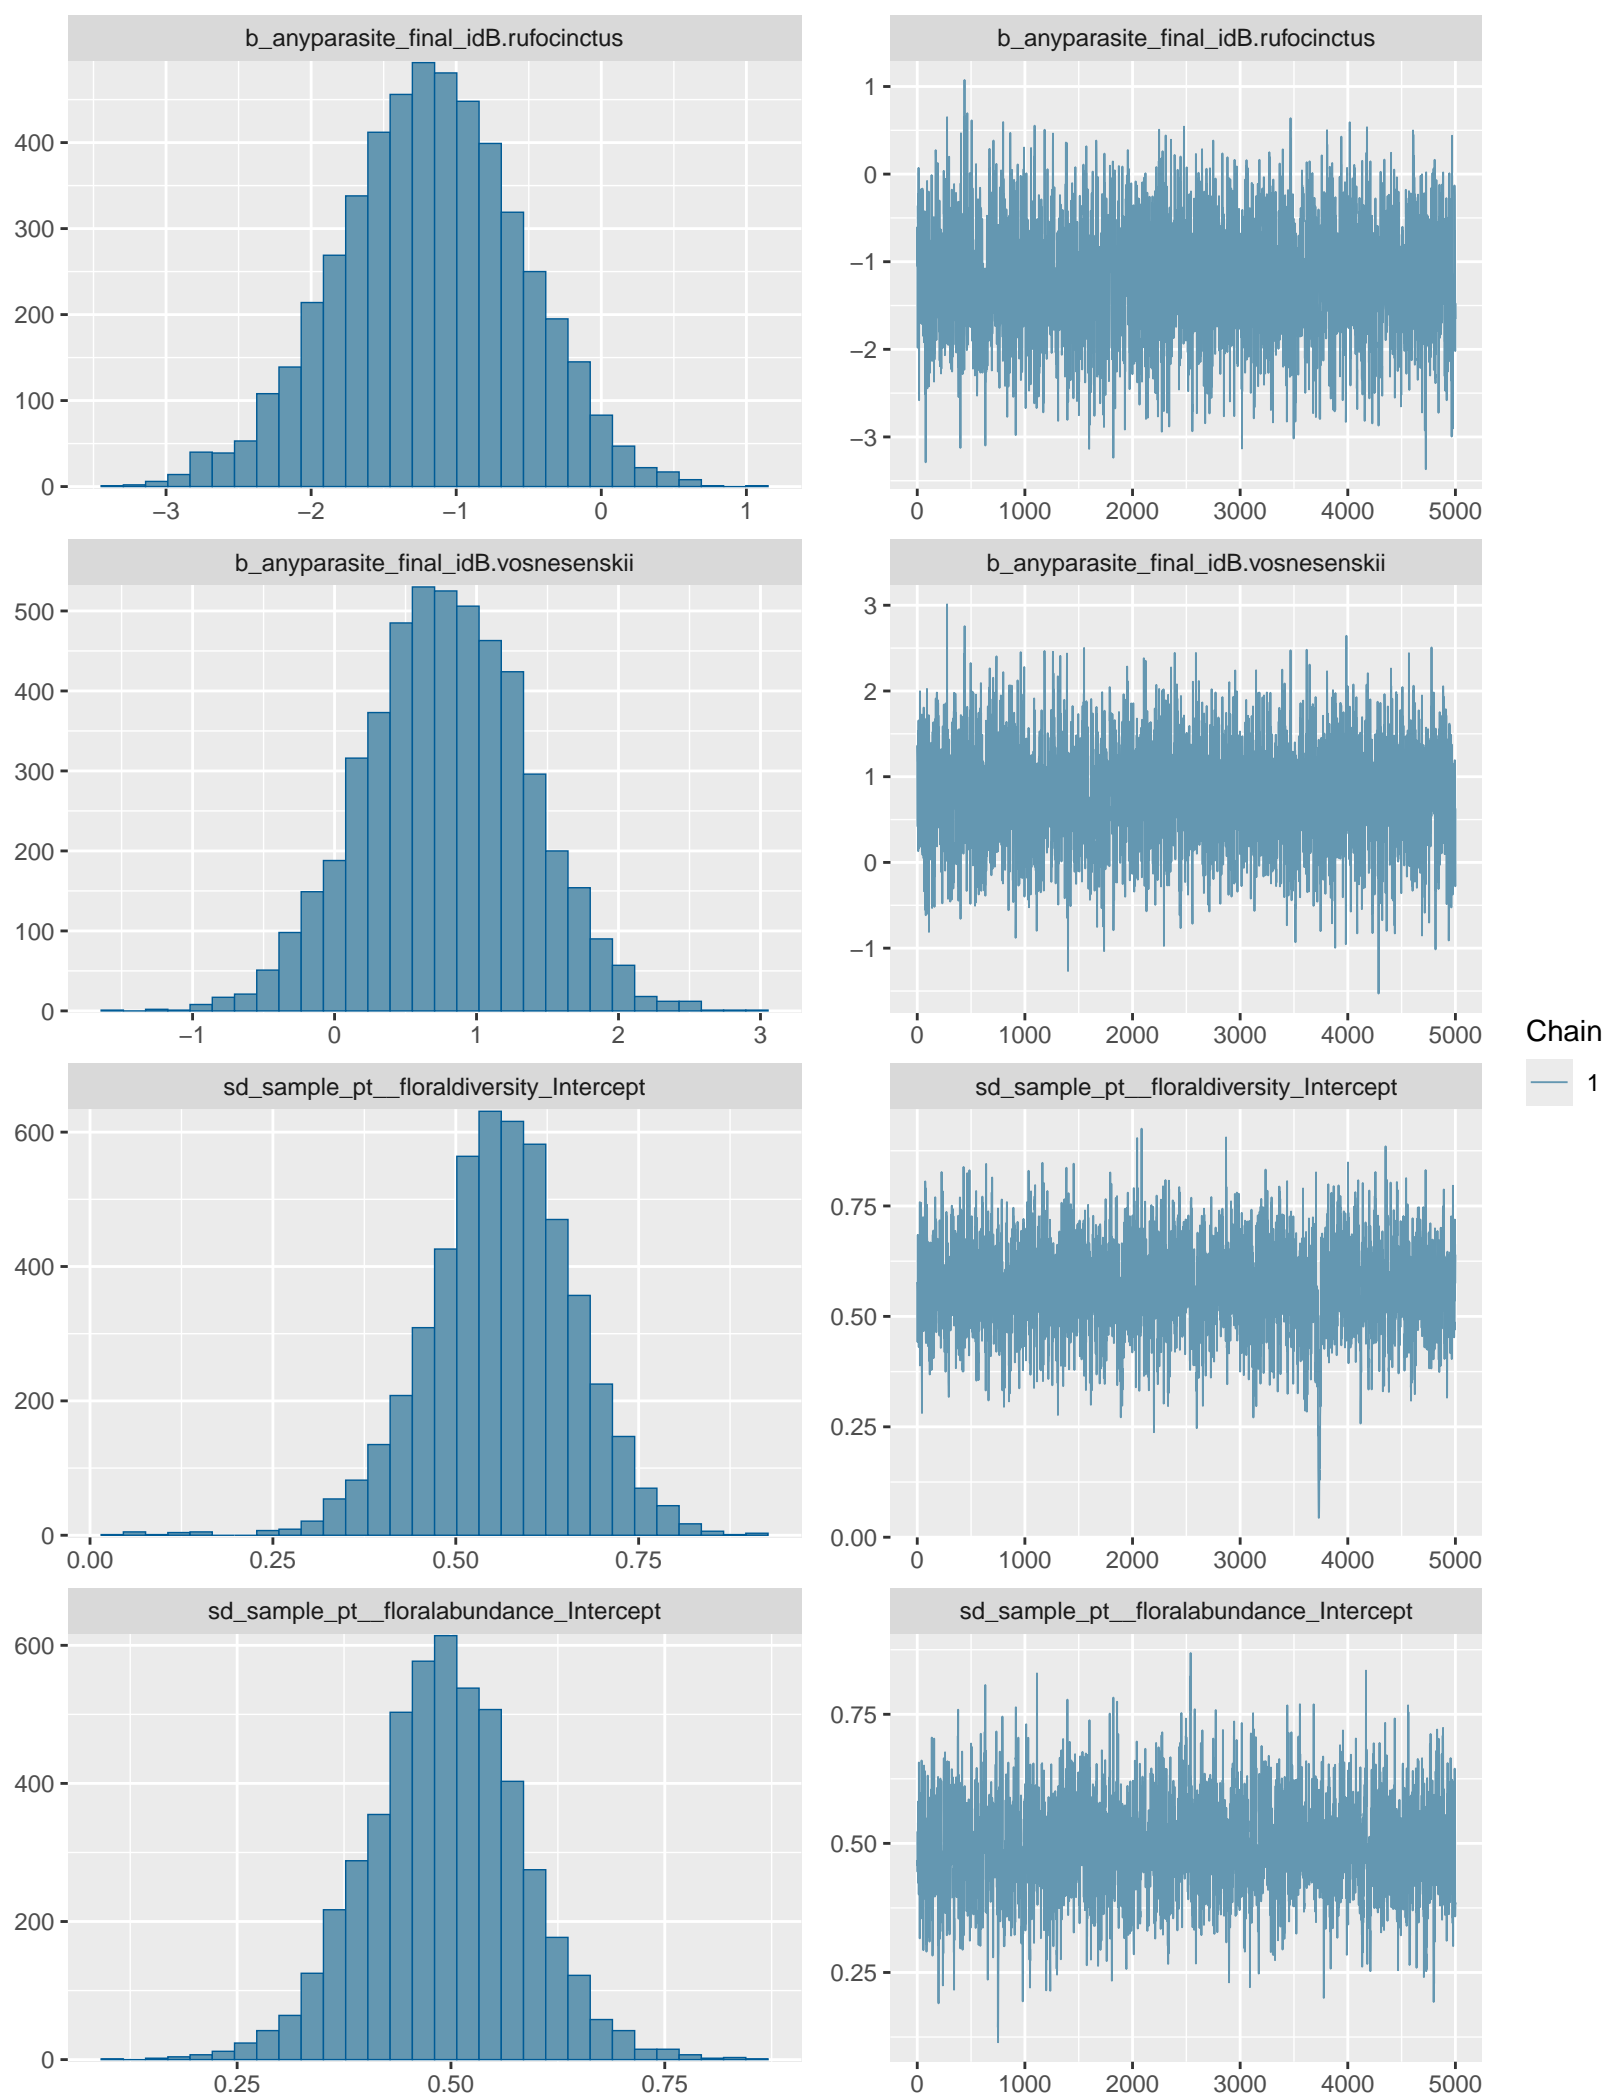 b_anyparasite_final_idB.rufocinctus
400
300
200
100
0
−3 −2 −1 0 1
b_anyparasite_final_idB.rufocinctus
1
0
−1
−2
−3
0 1000 2000 3000 4000 5000
b_anyparasite_final_idB.vosnesenskii
500
400
300
200
100
0
−1 0 1 2 3
b_anyparasite_final_idB.vosnesenskii
3
2
1
0
−1
0 1000 2000 3000 4000 5000
sd_sample_pt__floraldiversity_Intercept
600
400
200
0
0.00 0.25 0.50 0.75
sd_sample_pt__floraldiversity_Intercept
0.75
0.50
0.25
0.00
0 1000 2000 3000 4000 5000
sd_sample_pt__floralabundance_Intercept
600
400
200
0
0.25 0.50 0.75
sd_sample_pt__floralabundance_Intercept
0.75
0.50
0.25
0 1000 2000 3000 4000 5000
Chain
1